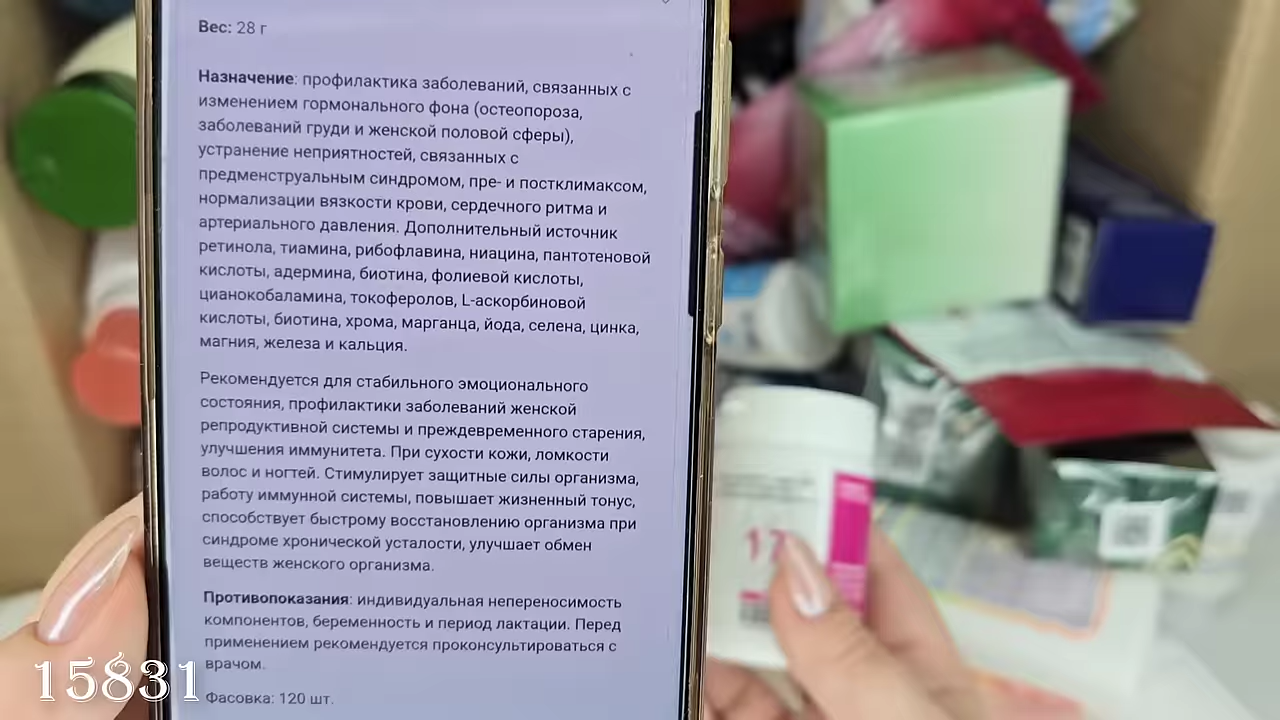 Вес: 28 г
Назначение: профилактика заболеваний, связанных с
изменением гормонального фона (остеопороза,
заболеваний груди и женской половой сферы),
устранение неприятностей, связанных с
предменструальным синдромом, пре- и постклимаксом,
нормализации вязкости крови, сердечного ритма и
артериального давления. Дополнительный источник
ретинола, тиамина, рибофлавина, ниацина, пантотеновой
кислоты, адермина, биотина, фолиевой кислоты,
цианокобаламина, токоферолов, L-аскорбиновой
кислоты, биотина, хрома, марганца, йода, селена, цинка,
магния, железа и кальция.
Рекомендуется для стабильного эмоционального
состояния, профилактики заболеваний женской
репродуктивной системы и преждевременного старения,
улучшения иммунитета. При сухости кожи, ломкости
волос и ногтей. Стимулирует защитные силы организма,
работу иммунной системы, повышает жизненный тонус,
способствует быстрому восстановлению организма при
синдроме хронической усталости, улучшает обмен
веществ женского организма.
Противопоказания: индивидуальная непереносимость
компонентов, беременность и период лактации. Перед
применением рекомендуется проконсультироваться с
врачом.
Фасовка: 120 шт.
15831